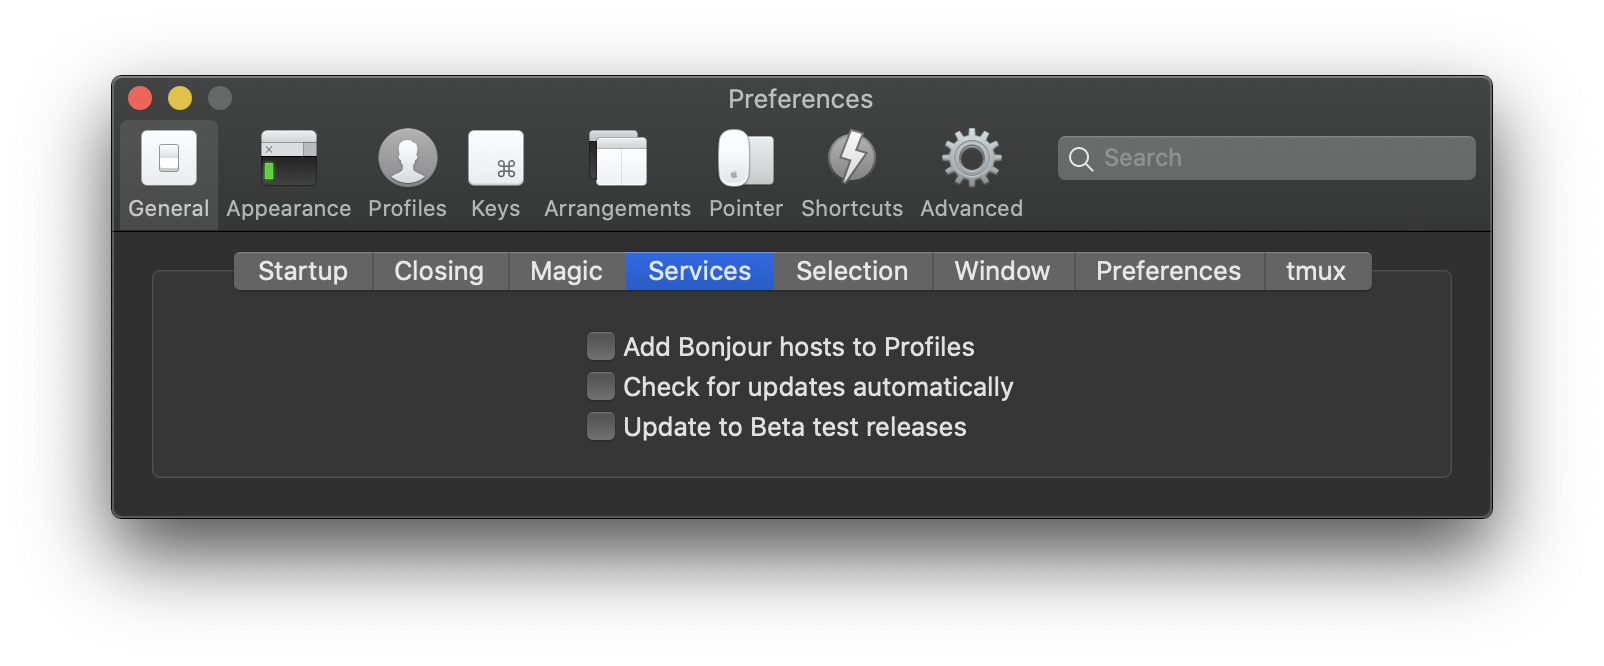 Preferences
General Appearance Profiles Keys Arrangements Pointer Shortcuts Advanced Search
Startup Closing Magic Services Selection Window Preferences tmux
Add Bonjour hosts to Profiles
Check for updates automatically
Update to Beta test releases